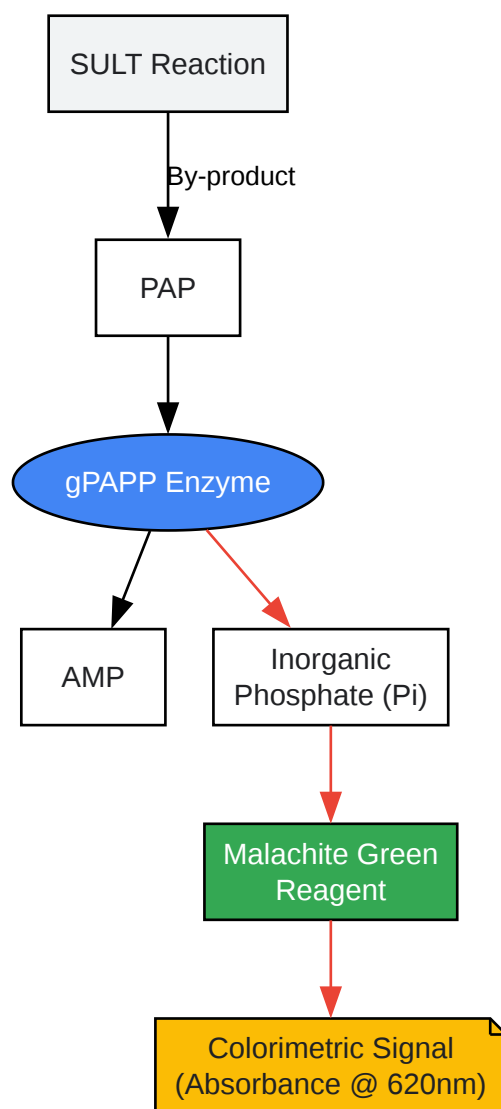 SULT Reaction
By-product
PAP
gPAPP Enzyme
AMP
Inorganic
Phosphate (Pi)
Malachite Green
Reagent
Colorimetric Signal
(Absorbance @ 620nm)